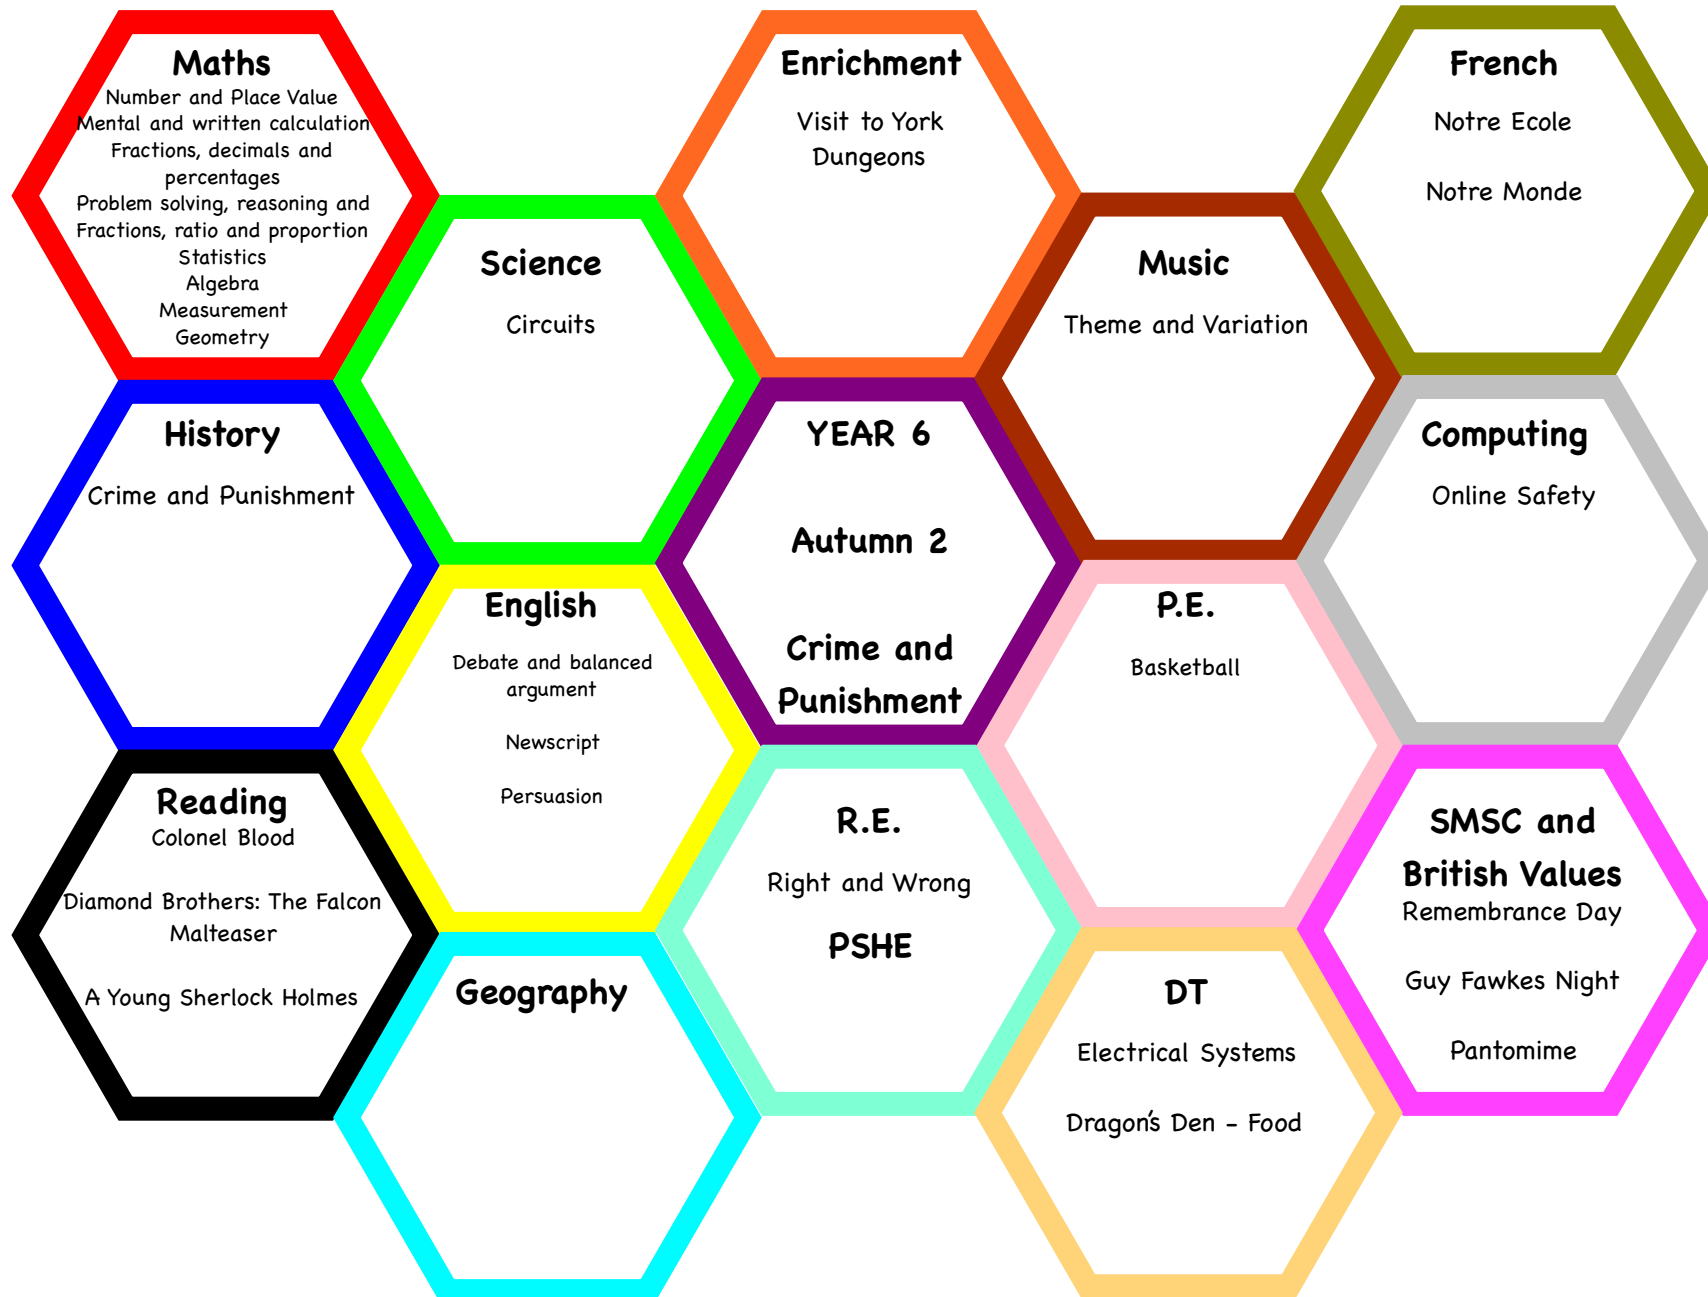 Maths
Number and Place Value
Mental and written calculation
Fractions, decimals and
percentages
Problem solving, reasoning and
Fractions, ratio and proportion
Statistics
Algebra
Measurement
Geometry
Enrichment
Visit to York
Dungeons
French
Notre Ecole
Notre Monde
Science
Circuits
Music
Theme and Variation
History
Crime and Punishment
YEAR 6
Autumn 2
Crime and
Punishment
Computing
Online Safety
English
Debate and balanced
argument
Newscript
Persuasion
P.E.
Basketball
Reading
Colonel Blood
Diamond Brothers: The Falcon
Malteaser
A Young Sherlock Holmes
R.E.
Right and Wrong
PSHE
SMSC and
British Values
Remembrance Day
Guy Fawkes Night
Pantomime
Geography
DT
Electrical Systems
Dragon's Den - Food